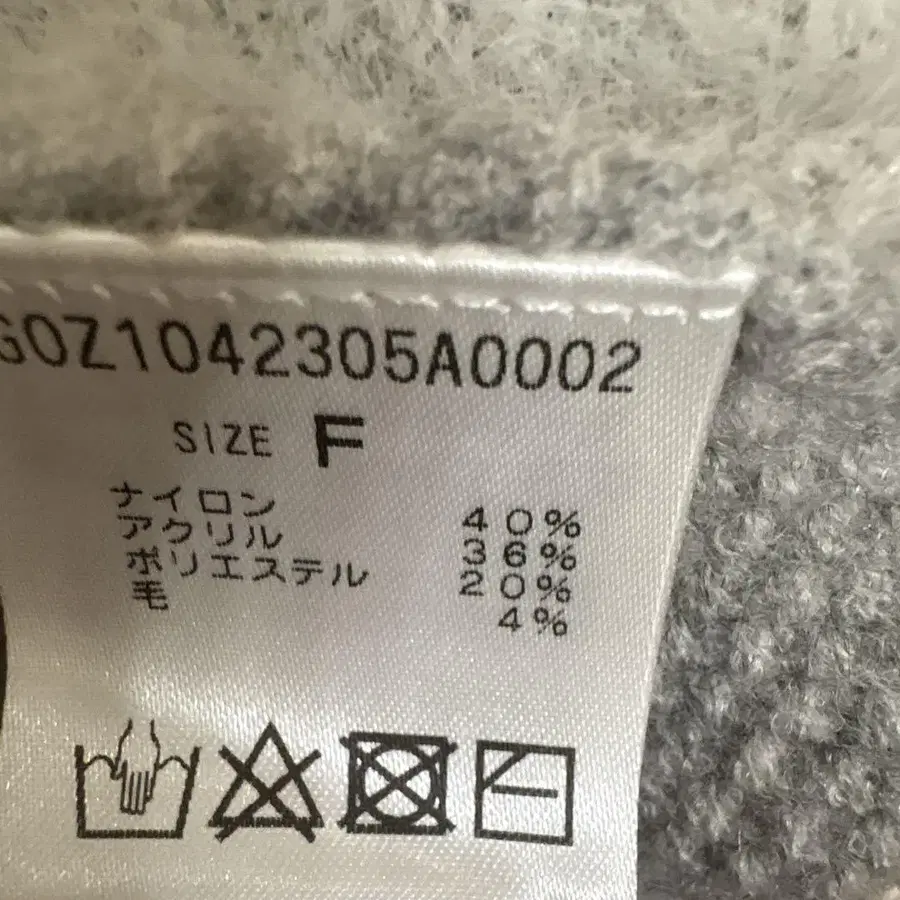 G0Z1042305A0002
SIZE F
ナイロン 40%
アクリル 36%
ポリエステル 20%
毛 4%